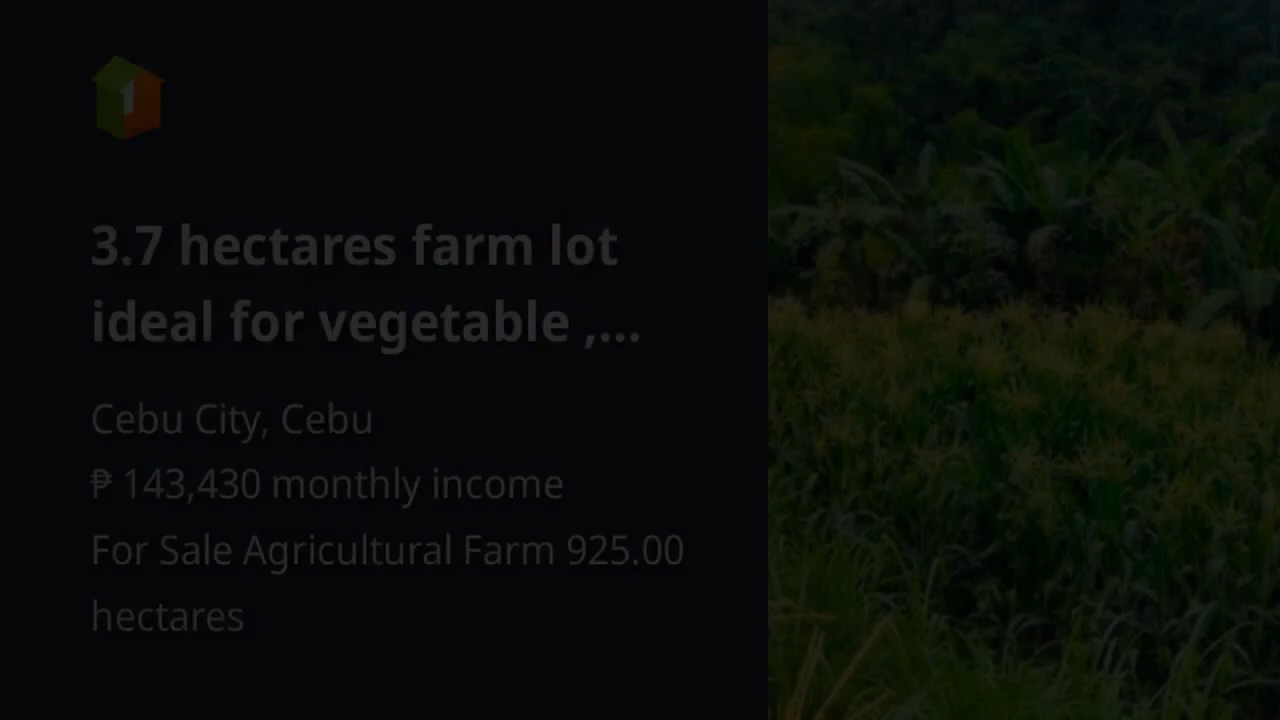 1
3.7 hectares farm lot
ideal for vegetable ,...
Cebu City, Cebu
₱ 143,430 monthly income
For Sale Agricultural Farm 925.00
hectares